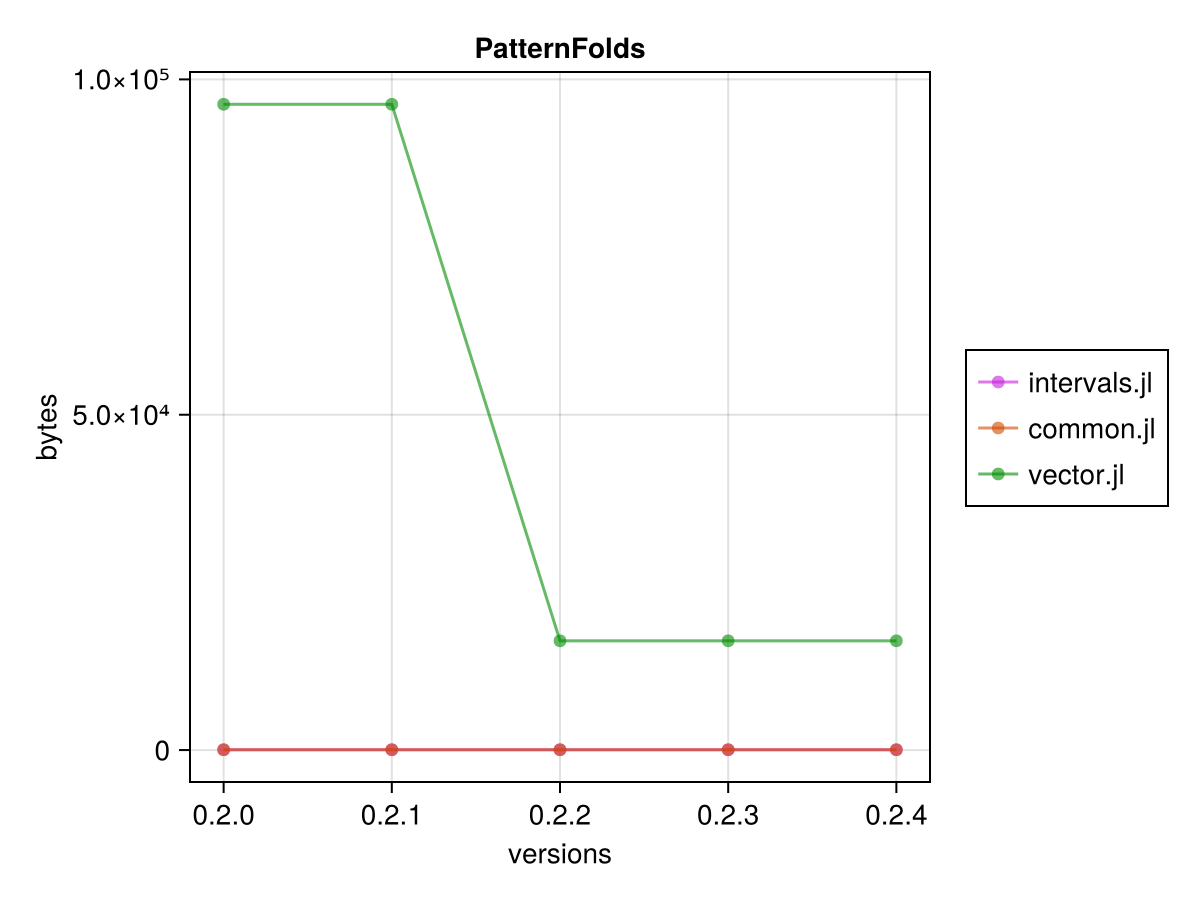 PatternFolds
1.0×10⁵
5.0×10⁴
0
bytes
0.2.0 0.2.1 0.2.2 0.2.3 0.2.4
versions
intervals.jl
common.jl
vector.jl